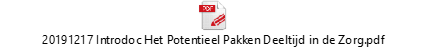 PDF
20191217 Introdoc Het Potentieel Pakken Deeltijd in de Zorg.pdf